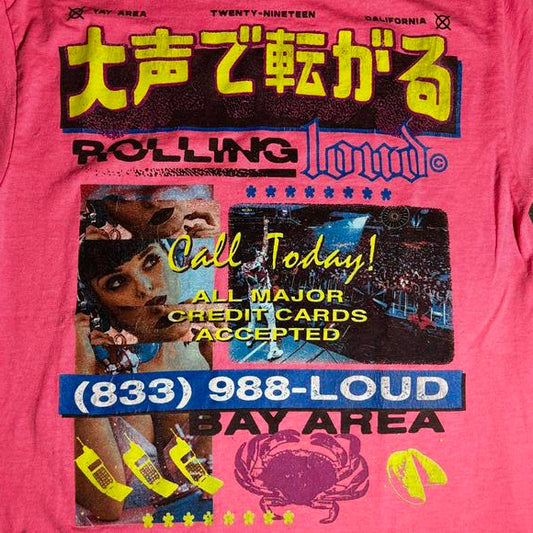 YAY AREA TWENTY-NINETEEN CALIFORNIA
大声で転がる
ROLLING loud©
Call Today!
ALL MAJOR
CREDIT CARDS
ACCEPTED
(833) 988-LOUD
BAY AREA